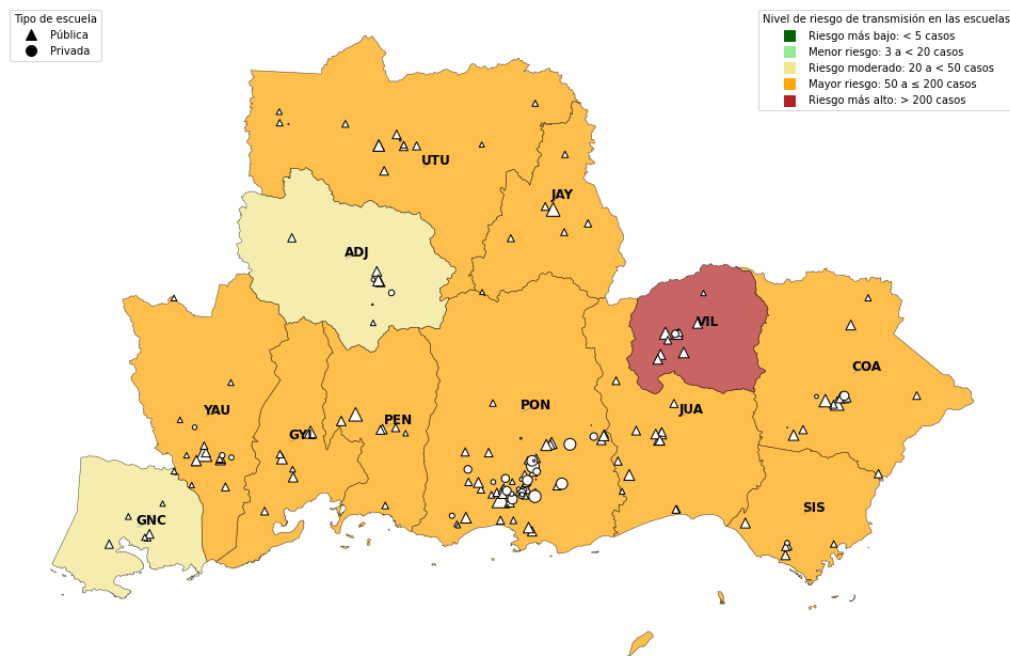 Tipo de escuela
Pública
Privada
Nivel de riesgo de transmisión en las escuelas
Riesgo más bajo: < 5 casos
Menor riesgo: 3 a < 20 casos
Riesgo moderado: 20 a < 50 casos
Mayor riesgo: 50 a ≤ 200 casos
Riesgo más alto: > 200 casos
UTU
JAY
ADJ
VIL
COA
YAU
GYL
PEN
PON
JUA
GNC
SIS